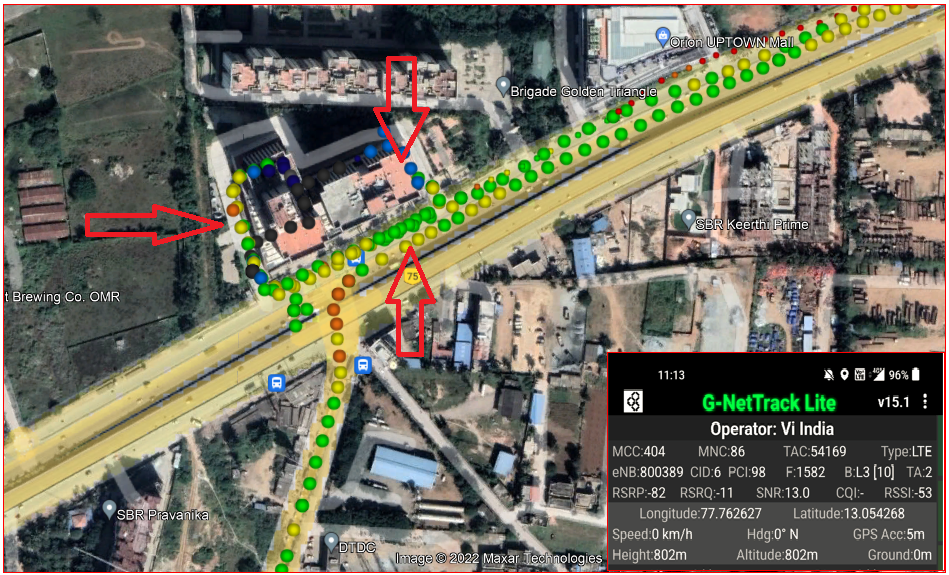 Orion UPTOWN Mall
Brigade Golden Triangle
SBR Keerthi Prime
75
t Brewing Co. OMR
SBR Pravanika
DTDC
Image © 2022 Maxar Technologies
11:13 4G 96%
G-NetTrack Lite v15.1
Operator: Vi India
MCC:404 MNC:86 TAC:54169 Type:LTE
eNB:800389 CID:6 PCI:98 F:1582 B:L3 [10] TA:2
RSRP:-82 RSRQ:-11 SNR:13.0 CQI:- RSSI:-53
Longitude:77.762627 Latitude:13.054268
Speed:0 km/h Hdg:0° N GPS Acc:5m
Height:802m Altitude:802m Ground:0m